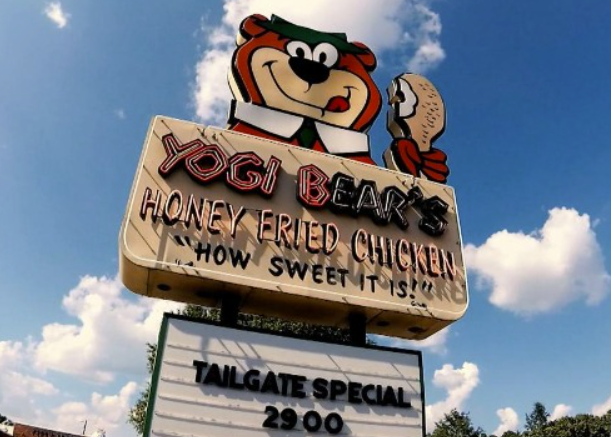 YOGI BEAR'S
HONEY FRIED CHICKEN
"HOW SWEET IT IS!"
TAILGATE SPECIAL
29 00